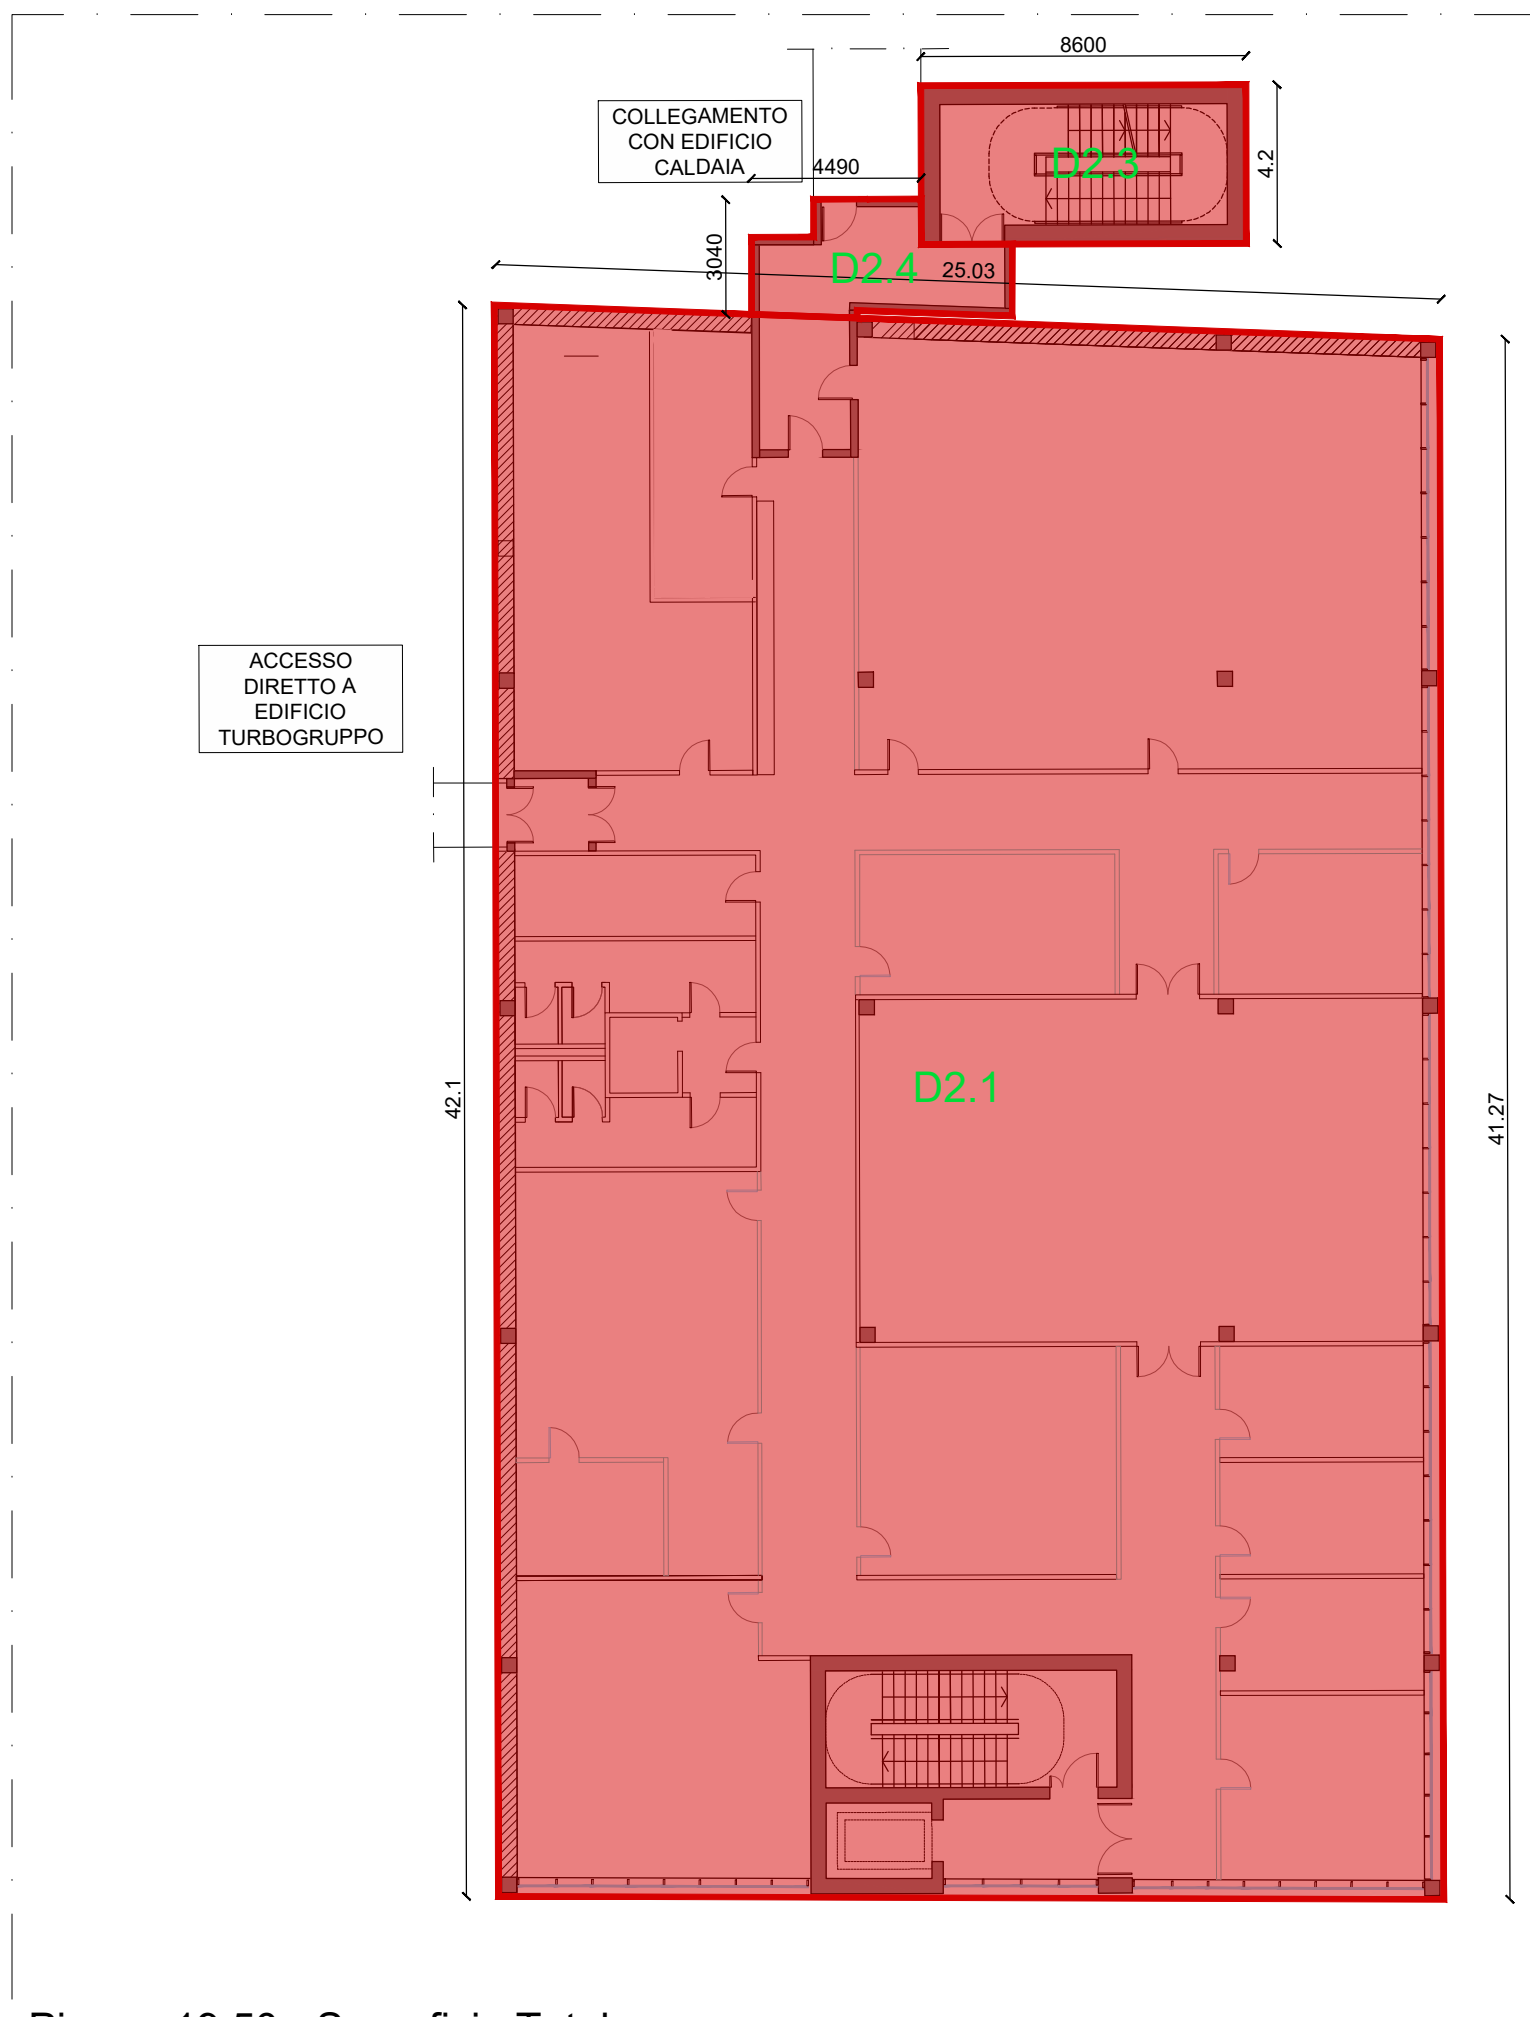 8600
COLLEGAMENTO
CON EDIFICIO
CALDAIA
4490
D2.3
4.2
3040
D2.4
25.03
ACCESSO
DIRETTO A
EDIFICIO
TURBOGRUPPO
D2.1
42.1
41.27